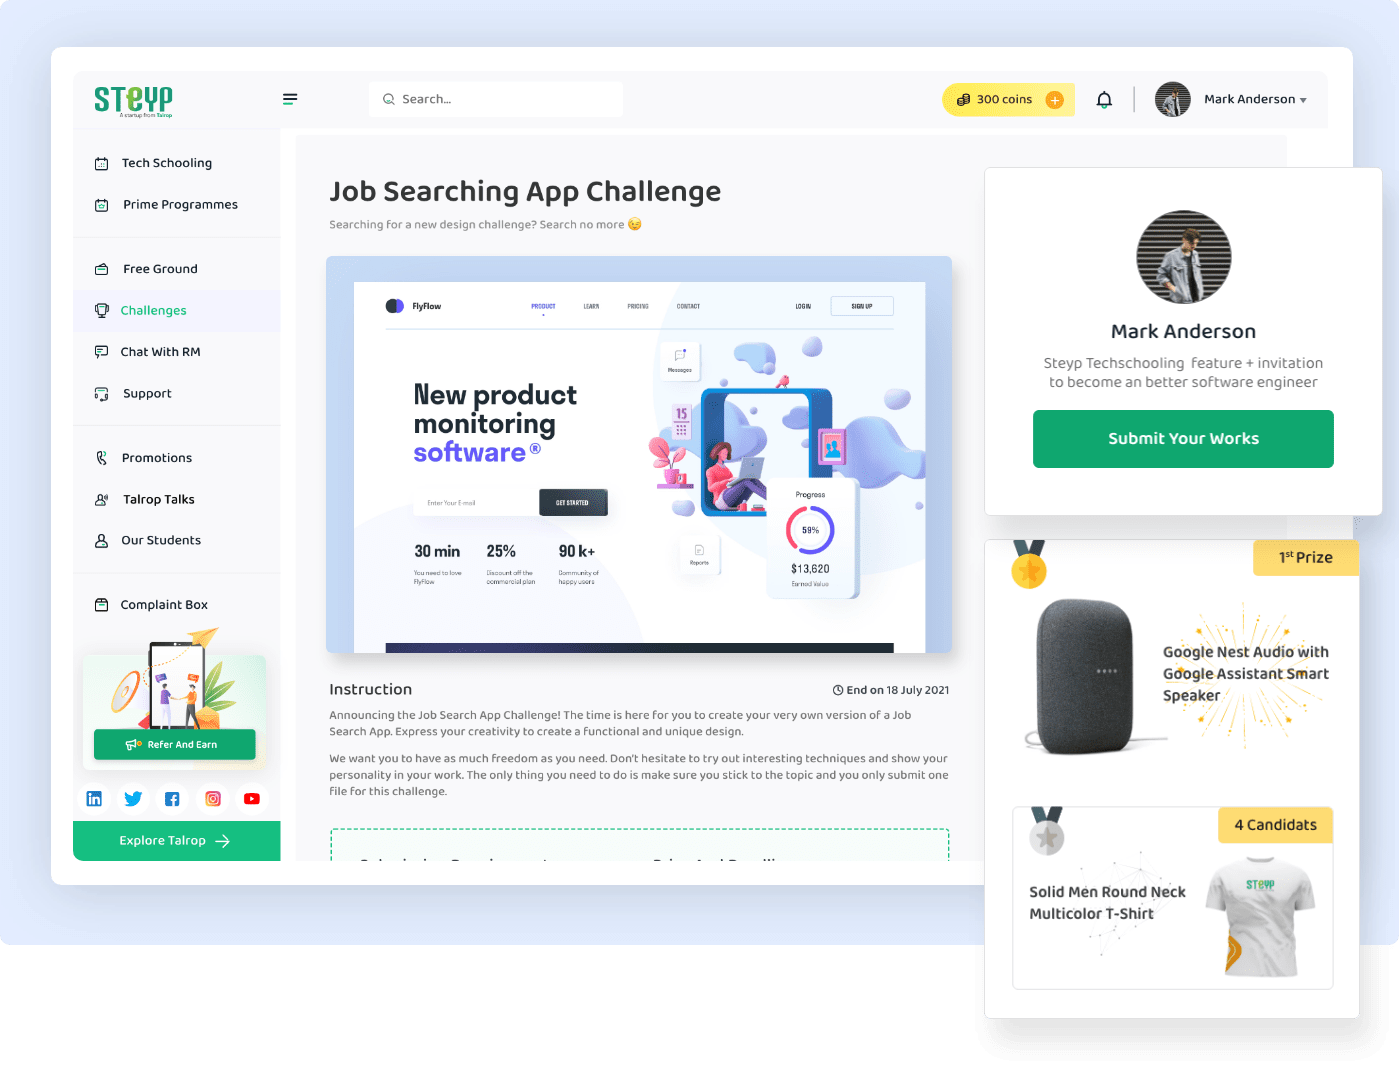 STEYP
A startup from Talrop
Search...
300 coins
Mark Anderson
Tech Schooling
Prime Programmes
Free Ground
Challenges
Chat With RM
Support
Promotions
Talrop Talks
Our Students
Complaint Box
Refer And Earn
Explore Talrop
Job Searching App Challenge
Searching for a new design challenge? Search no more
FlyFlow
PRODUCT
LEARN
PRICING
CONTACT
LOG IN
SIGN UP
New product
monitoring
software®
Enter Your E-mail
GET STARTED
30 min
You need to love
FlyFlow
25%
Discount off the
commercial plan
90 k+
Community of
happy users
Messages
15
Reports
Progress
59%
$13,620
Earned Value
Instruction
End on 18 July 2021
Announcing the Job Search App Challenge! The time is here for you to create your very own version of a Job
Search App. Express your creativity to create a functional and unique design.
We want you to have as much freedom as you need. Don't hesitate to try out interesting techniques and show your
personality in your work. The only thing you need to do is make sure you stick to the topic and you only submit one
file for this challenge.
Mark Anderson
Steyp Techschooling feature + invitation
to become an better software engineer
Submit Your Works
1st Prize
Google Nest Audio with
Google Assistant Smart
Speaker
4 Candidats
Solid Men Round Neck
Multicolor T-Shirt
STEYP